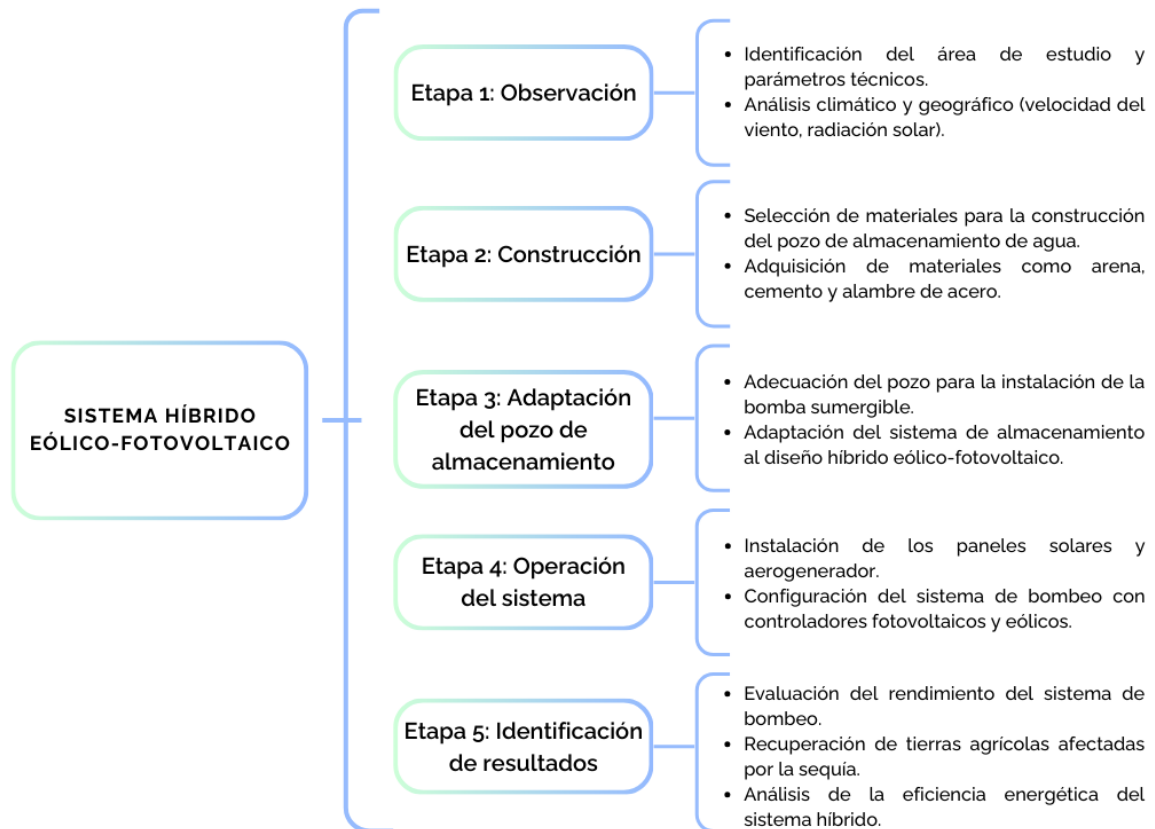 SISTEMA HÍBRIDO
EÓLICO-FOTOVOLTAICO
Etapa 1: Observación
• Identificación del área de estudio y
parámetros técnicos.
• Análisis climático y geográfico (velocidad del
viento, radiación solar).
Etapa 2: Construcción
• Selección de materiales para la construcción
del pozo de almacenamiento de agua.
• Adquisición de materiales como arena,
cemento y alambre de acero.
Etapa 3: Adaptación
del pozo de
almacenamiento
• Adecuación del pozo para la instalación de la
bomba sumergible.
• Adaptación del sistema de almacenamiento
al diseño híbrido eólico-fotovoltaico.
Etapa 4: Operación
del sistema
• Instalación de los paneles solares y
aerogenerador.
• Configuración del sistema de bombeo con
controladores fotovoltaicos y eólicos.
Etapa 5: Identificación
de resultados
• Evaluación del rendimiento del sistema de
bombeo.
• Recuperación de tierras agrícolas afectadas
por la sequía.
• Análisis de la eficiencia energética del
sistema híbrido.